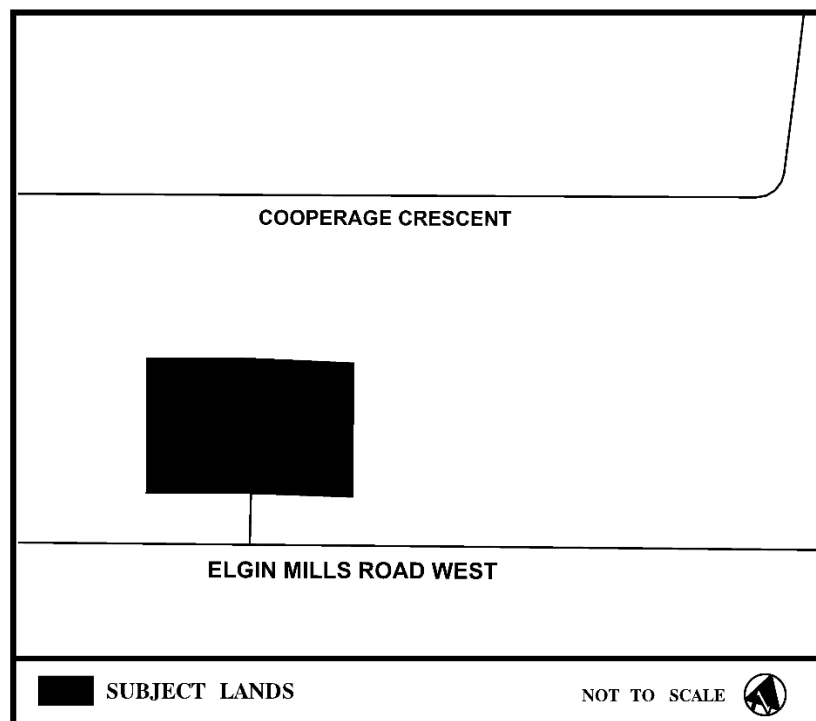 COOPERAGE CRESCENT
ELGIN MILLS ROAD WEST
SUBJECT LANDS
NOT TO SCALE